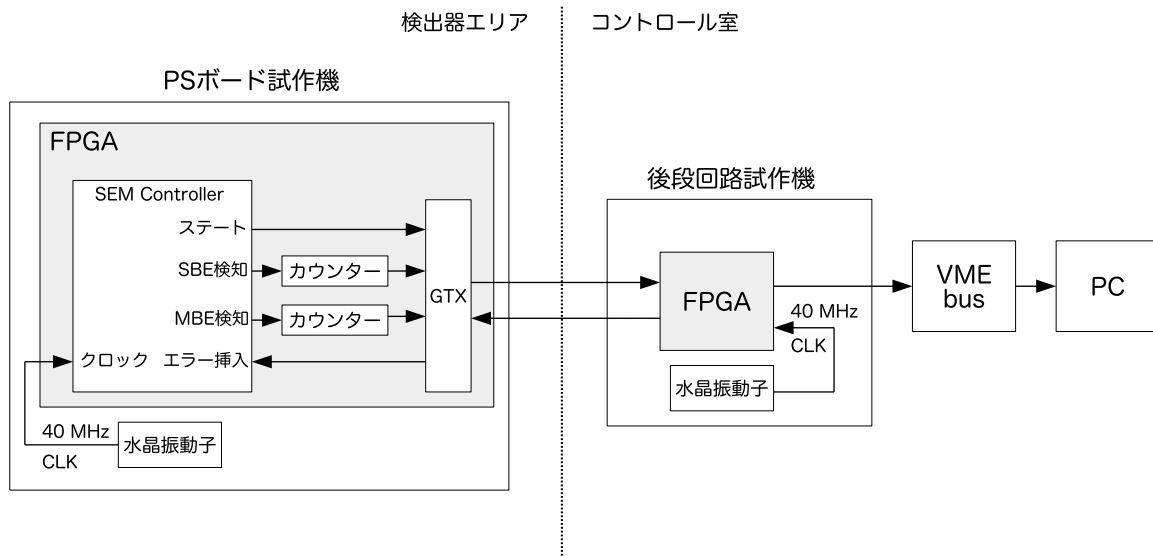 検出器エリア
コントロール室
PSボード試作機
FPGA
SEM Controller
ステート
SBE検知
カウンター
MBE検知
カウンター
クロック
エラー挿入
GTX
40 MHz
CLK
水晶振動子
後段回路試作機
FPGA
40 MHz
CLK
水晶振動子
VME
bus
PC